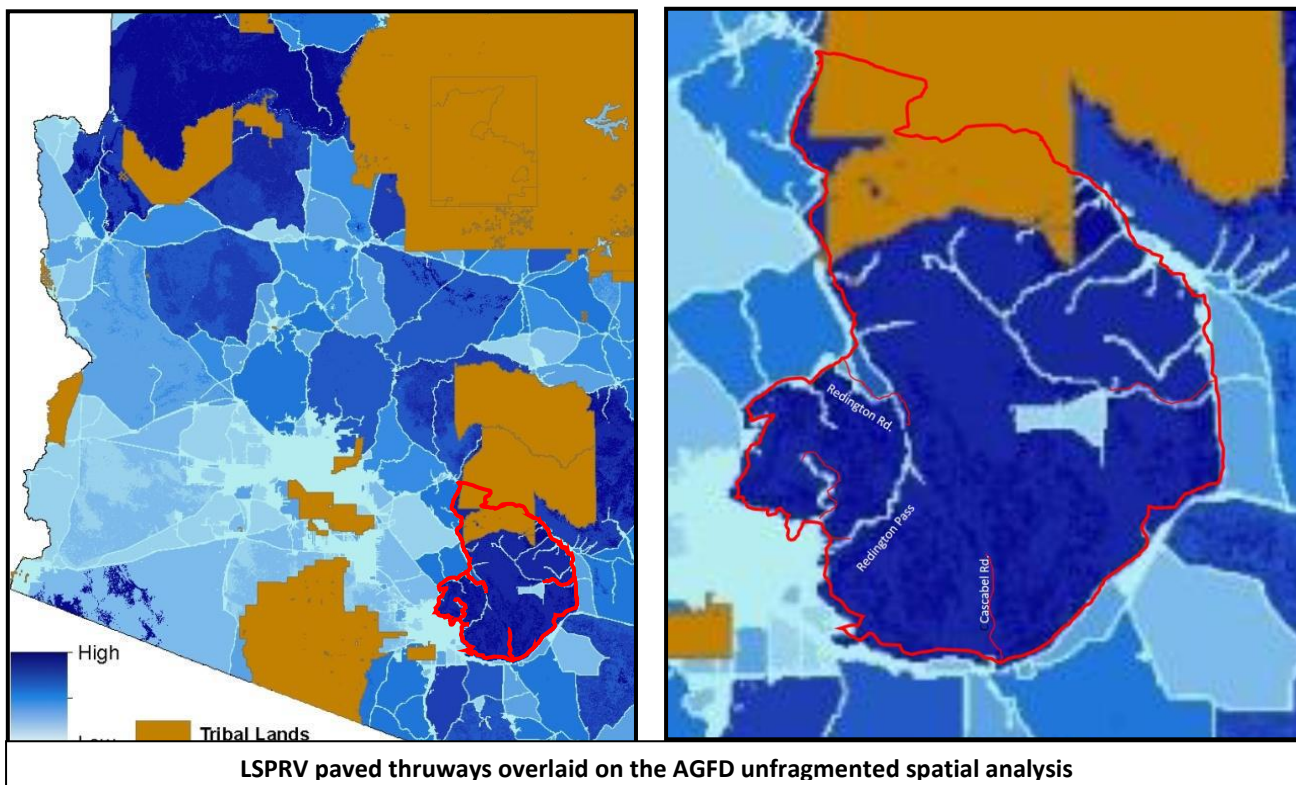 High
Tribal Lands
Redington Rd.
Redington Pass
Cascabel Rd.
LSPRV paved thruways overlaid on the AGFD unfragmented spatial analysis